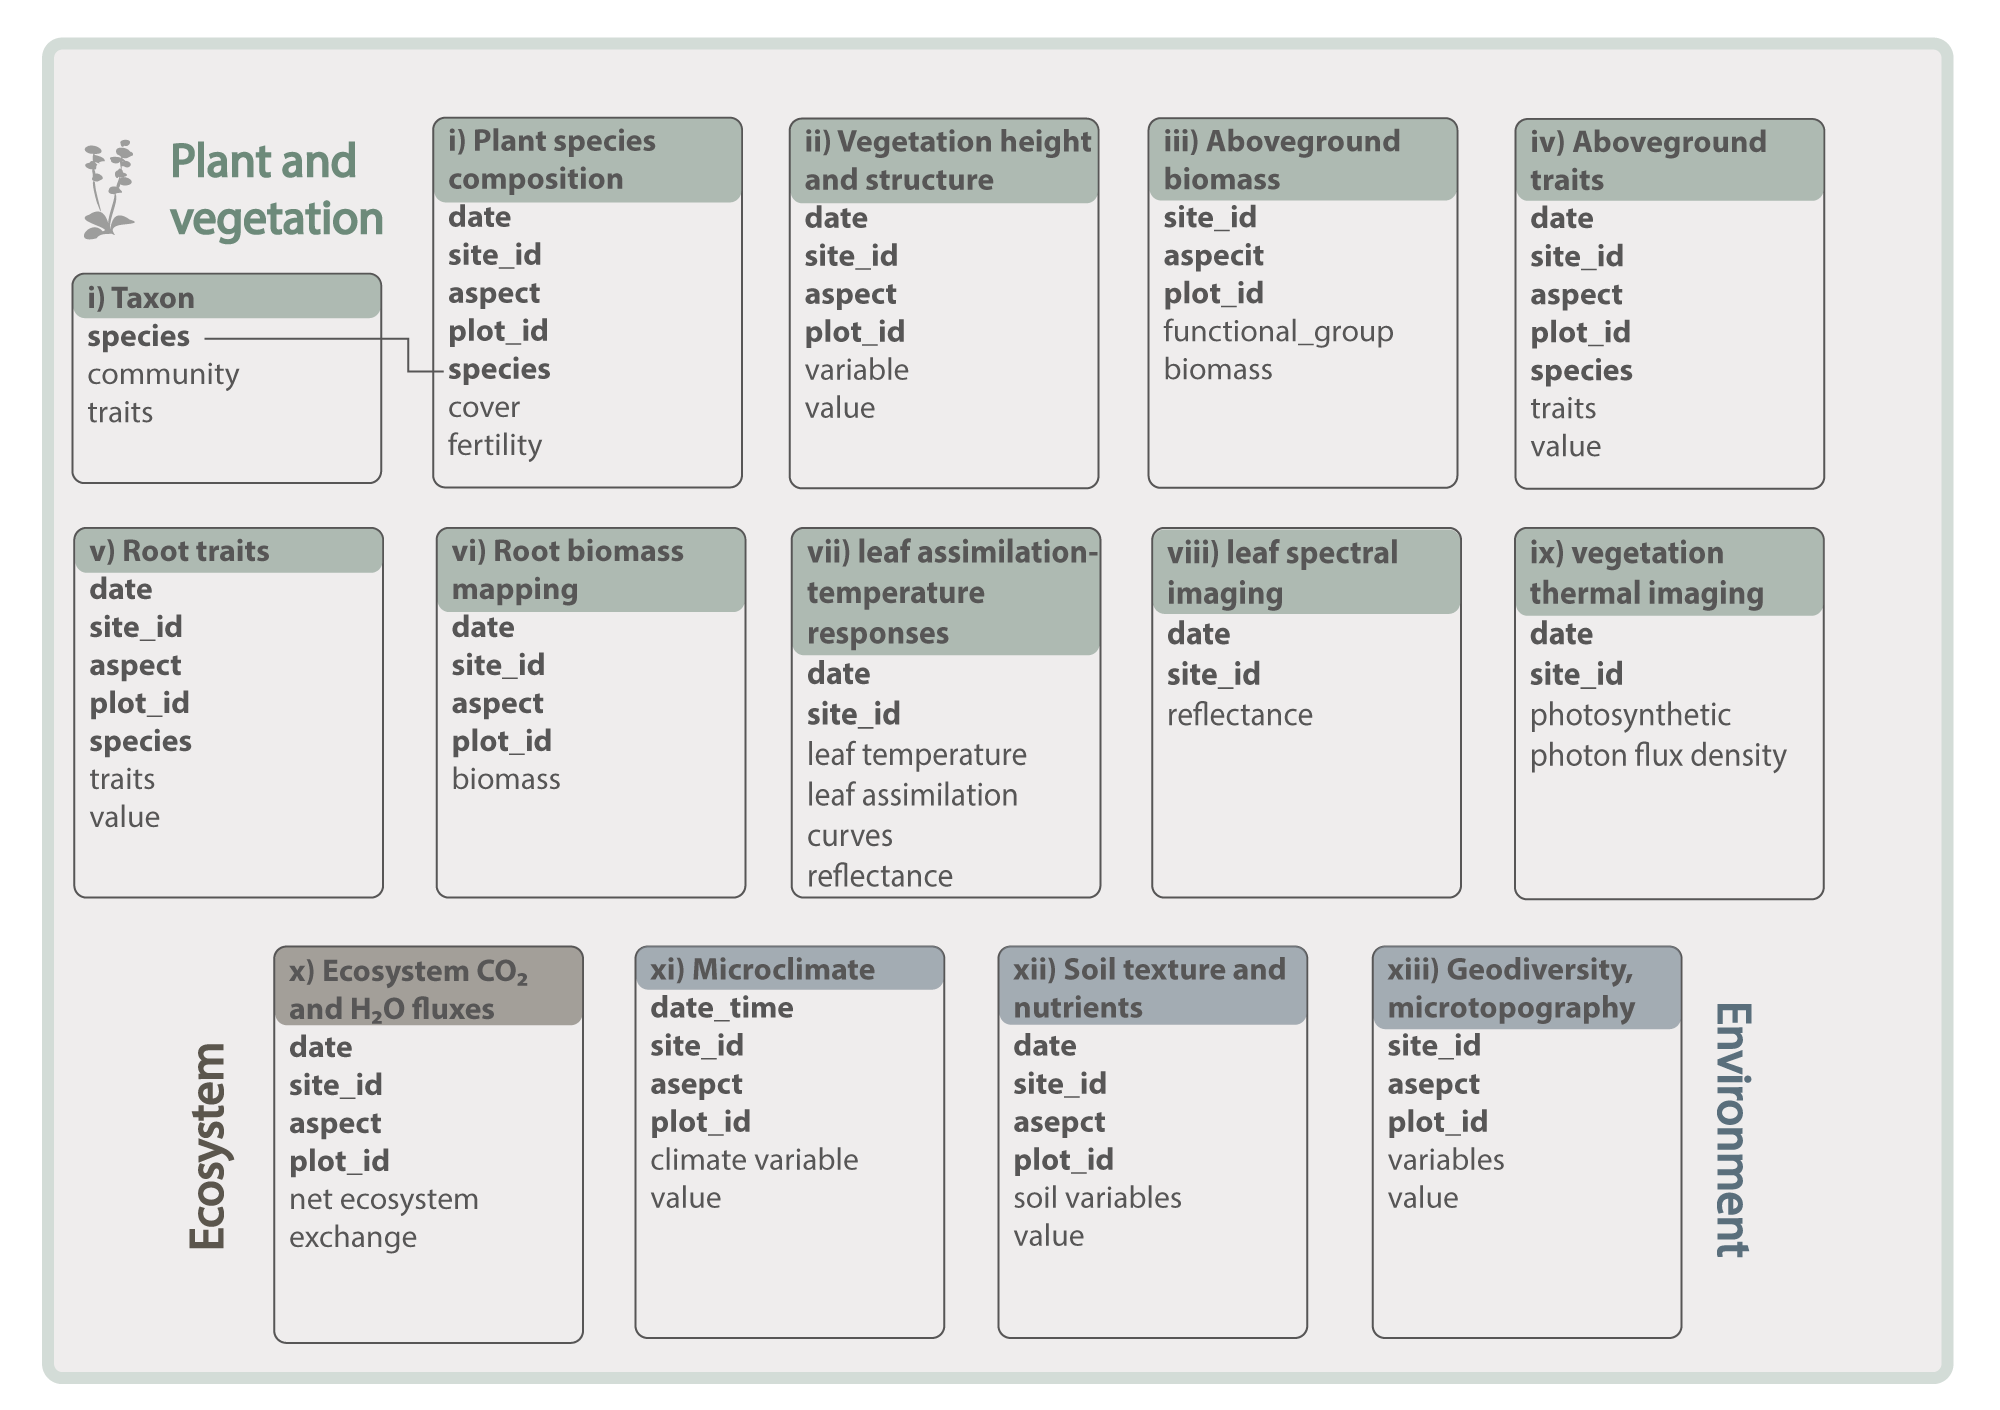 Plant and
vegetation
i) Taxon
species
community
traits
i) Plant species
composition
date
site_id
aspect
plot_id
species
cover
fertility
ii) Vegetation height
and structure
date
site_id
aspect
plot_id
variable
value
iii) Aboveground
biomass
site_id
aspecit
plot_id
functional_group
biomass
iv) Aboveground
traits
date
site_id
aspect
plot_id
species
traits
value
v) Root traits
date
site_id
aspect
plot_id
species
traits
value
vi) Root biomass
mapping
date
site_id
aspect
plot_id
biomass
vii) leaf assimilation-
temperature
responses
date
site_id
leaf temperature
leaf assimilation
curves
reflectance
viii) leaf spectral
imaging
date
site_id
reflectance
ix) vegetation
thermal imaging
date
site_id
photosynthetic
photon flux density
Ecosystem
x) Ecosystem CO₂
and H₂O fluxes
date
site_id
aspect
plot_id
net ecosystem
exchange
xi) Microclimate
date_time
site_id
asepct
plot_id
climate variable
value
xii) Soil texture and
nutrients
date
site_id
asepct
plot_id
soil variables
value
xiii) Geodiversity,
microtopography
site_id
asepct
plot_id
variables
value
Environment